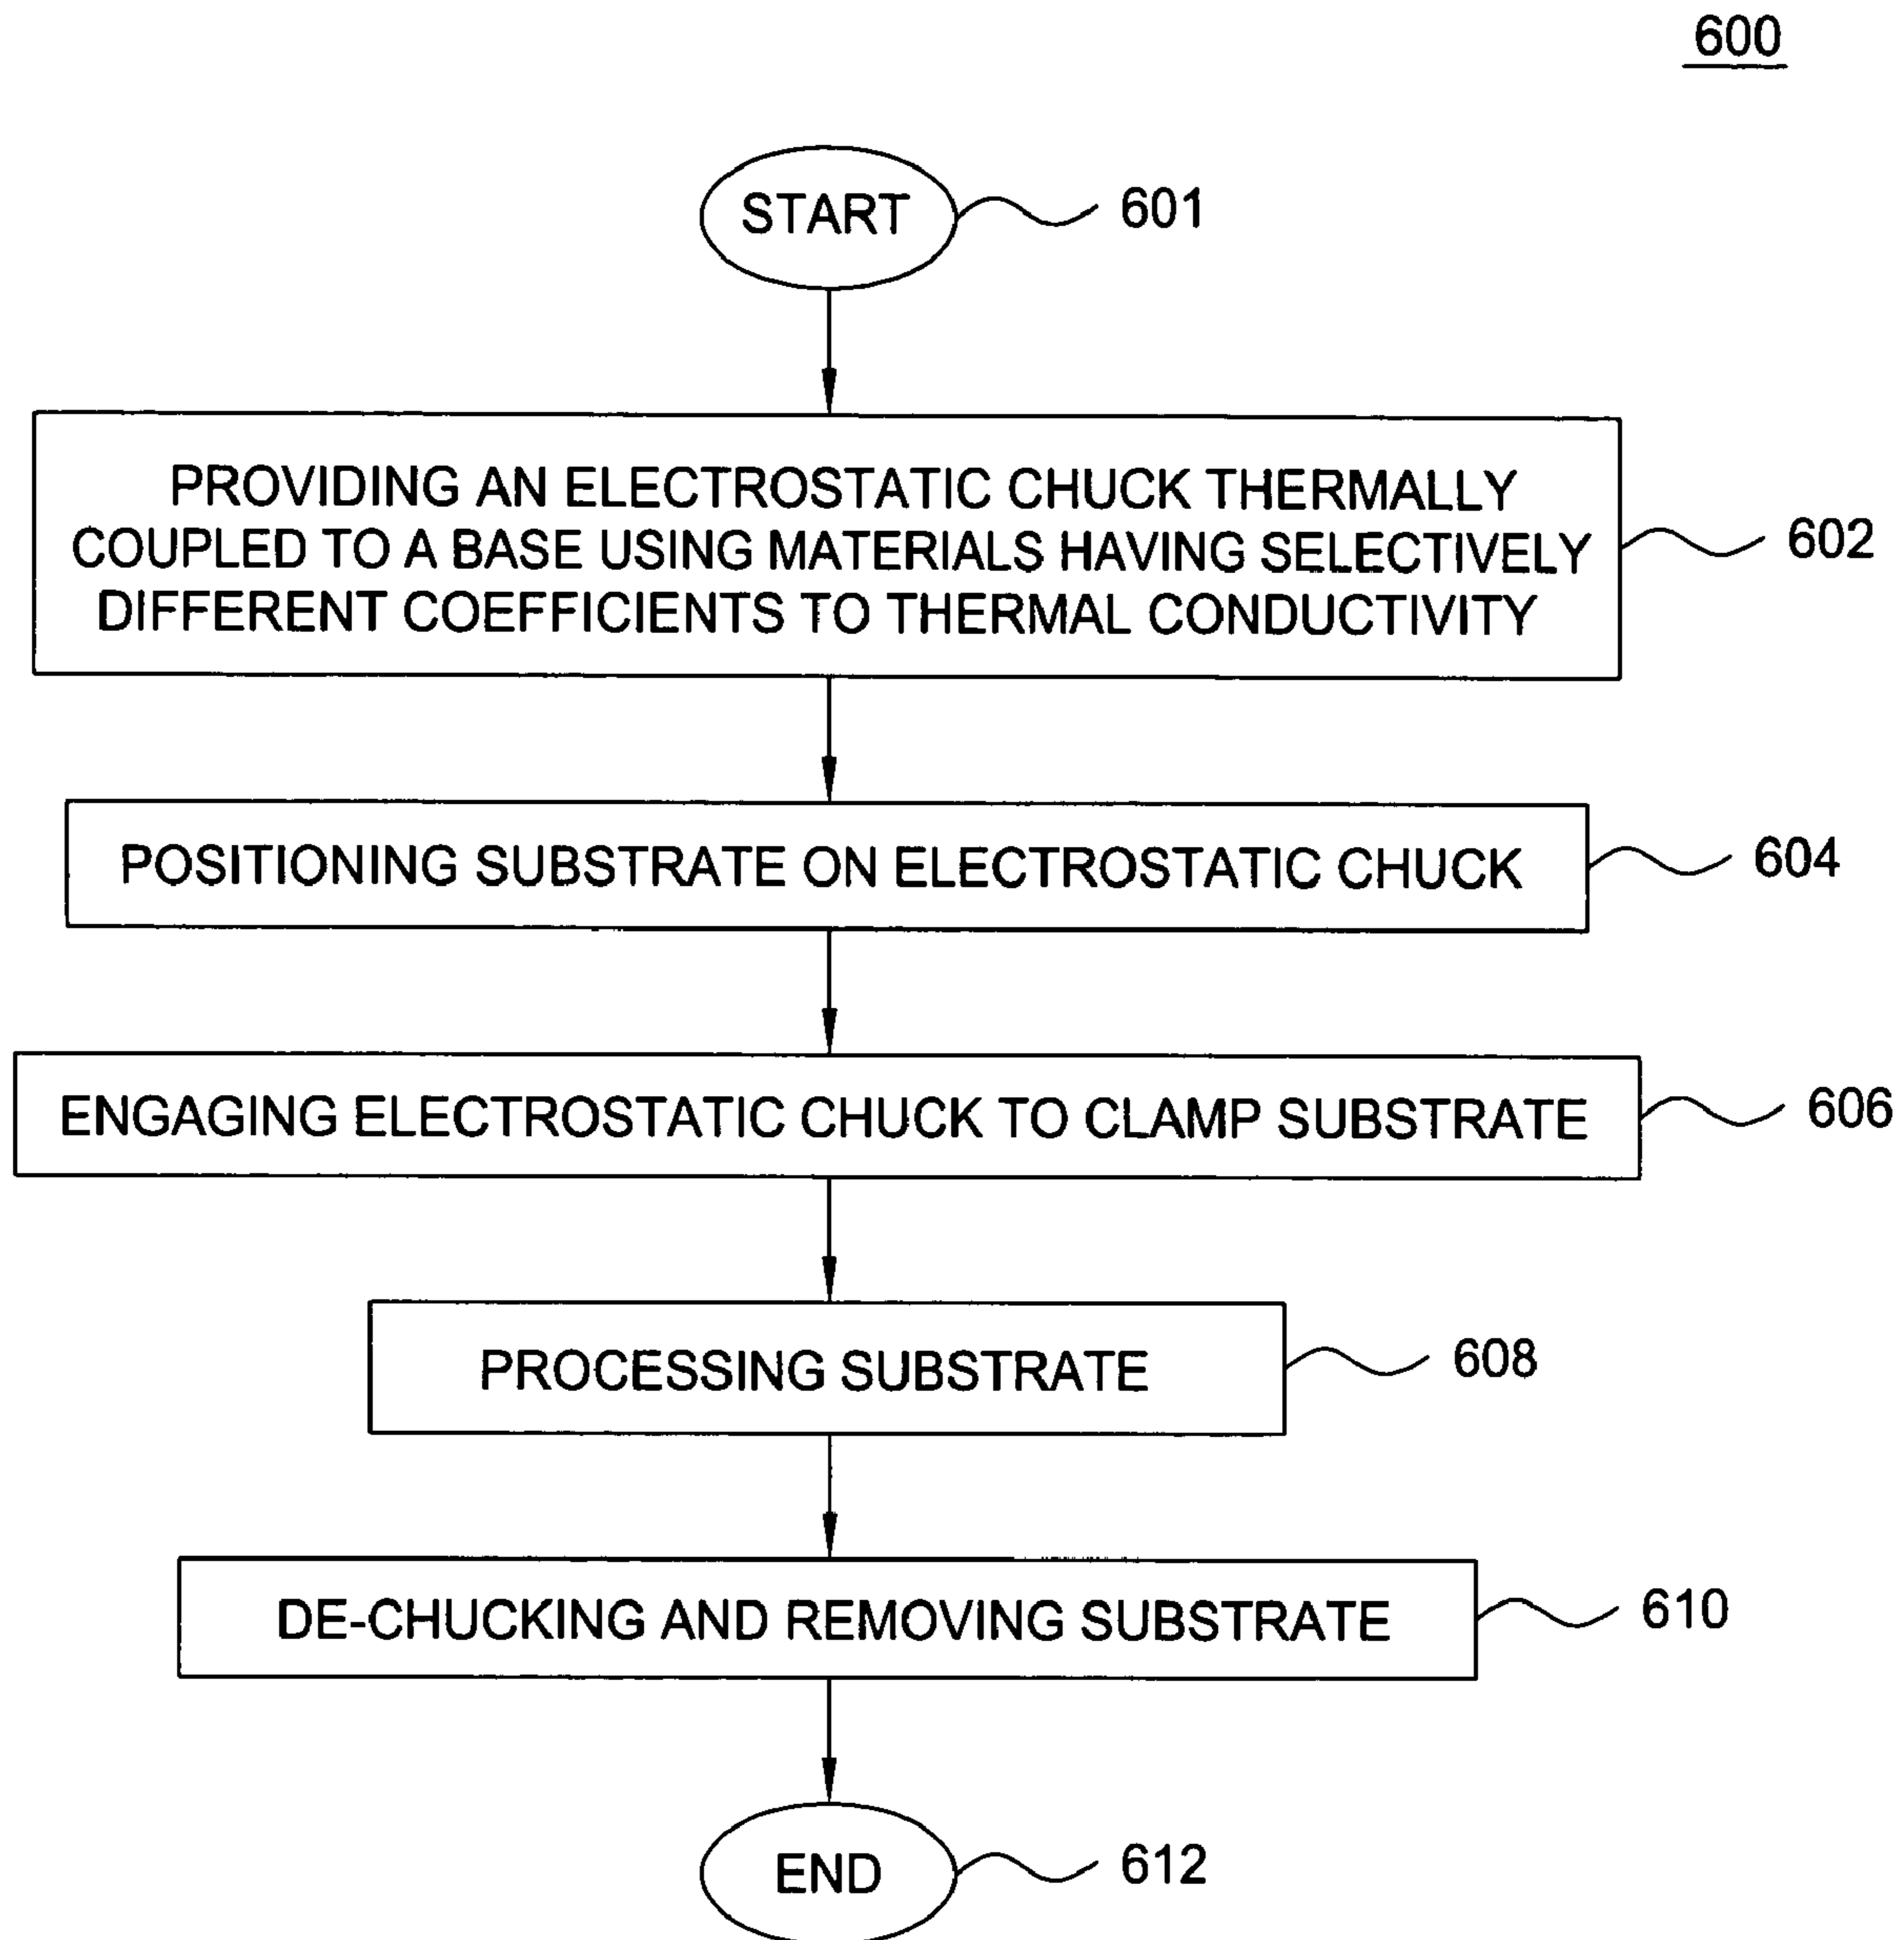 600
START
601
PROVIDING AN ELECTROSTATIC CHUCK THERMALLY
COUPLED TO A BASE USING MATERIALS HAVING SELECTIVELY
DIFFERENT COEFFICIENTS TO THERMAL CONDUCTIVITY
602
POSITIONING SUBSTRATE ON ELECTROSTATIC CHUCK
604
ENGAGING ELECTROSTATIC CHUCK TO CLAMP SUBSTRATE
606
PROCESSING SUBSTRATE
608
DE-CHUCKING AND REMOVING SUBSTRATE
610
END
612